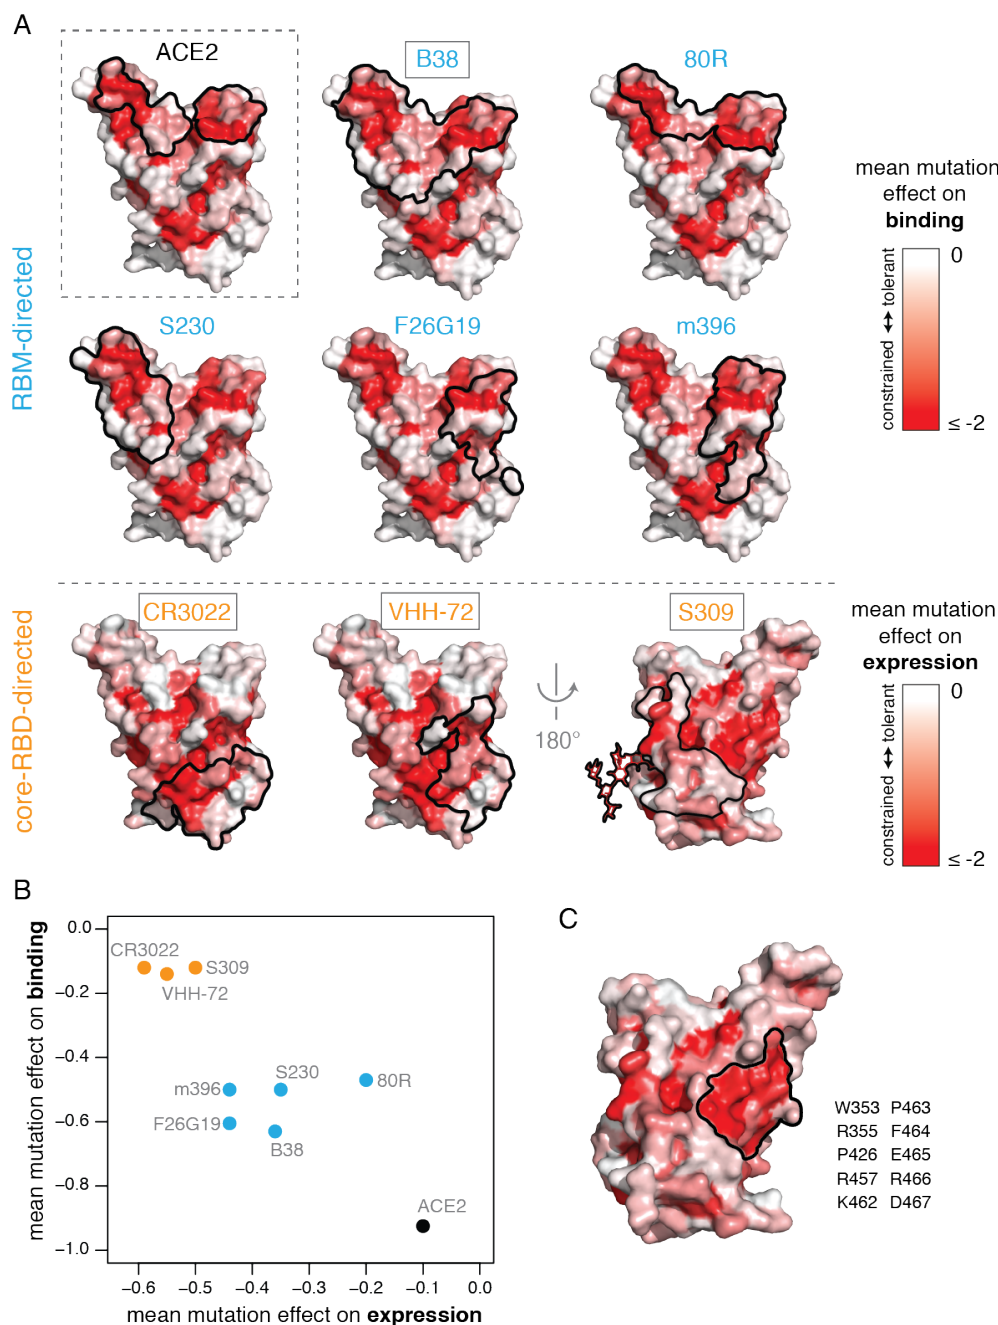 A
ACE2
B38
80R
mean mutation
effect on
binding
0
constrained ↔ tolerant
≤ -2
RBM-directed
S230
F26G19
m396
core-RBD-directed
CR3022
VHH-72
S309
180°
mean mutation
effect on
expression
0
constrained ↔ tolerant
≤ -2
B
mean mutation effect on binding
0.0
−0.2
−0.4
−0.6
−0.8
−1.0
CR3022
S309
VHH-72
S230
m396
80R
F26G19
B38
ACE2
−0.6 −0.5 −0.4 −0.3 −0.2 −0.1 0.0
mean mutation effect on expression
C
W353 P463
R355 F464
P426 E465
R457 R466
K462 D467